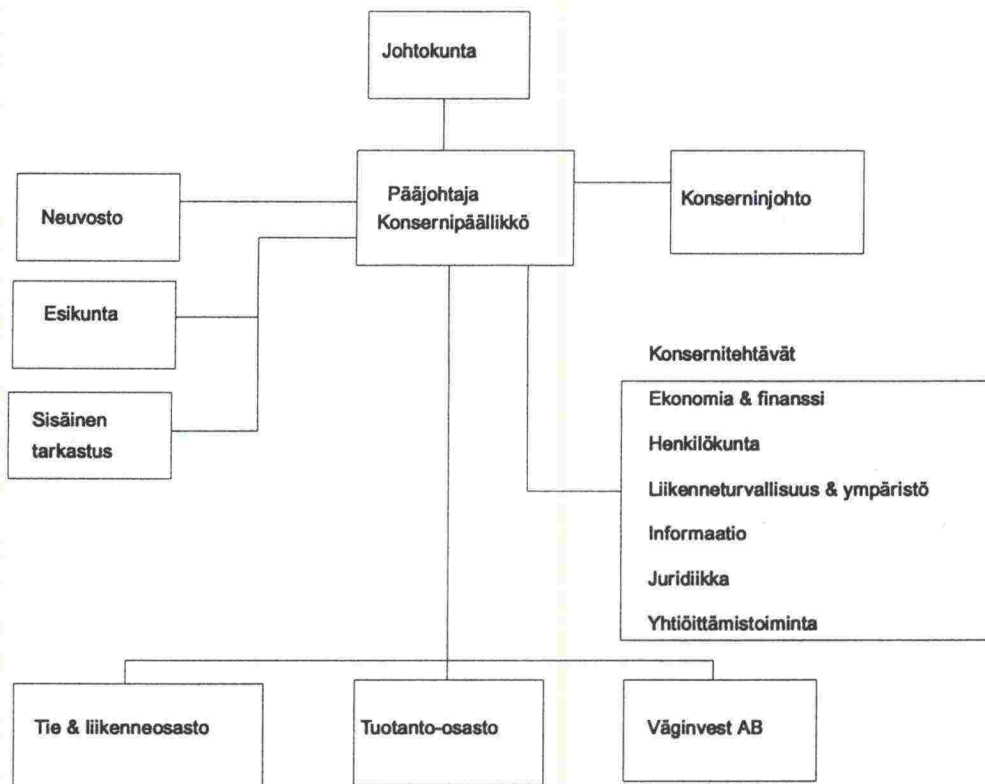 Johtokunta
Pääjohtaja
Konsernipäällikkö
Konserninjohto
Neuvosto
Esikunta
Sisäinen
tarkastus
Konsernitehtävät
Ekonomia & finanssi
Henkilökunta
Liikenneturvallisuus & ympäristö
Informaatio
Juridiikka
Yhtiöittämistoiminta
Tie & liikenneosasto
Tuotanto-osasto
Väginvest AB